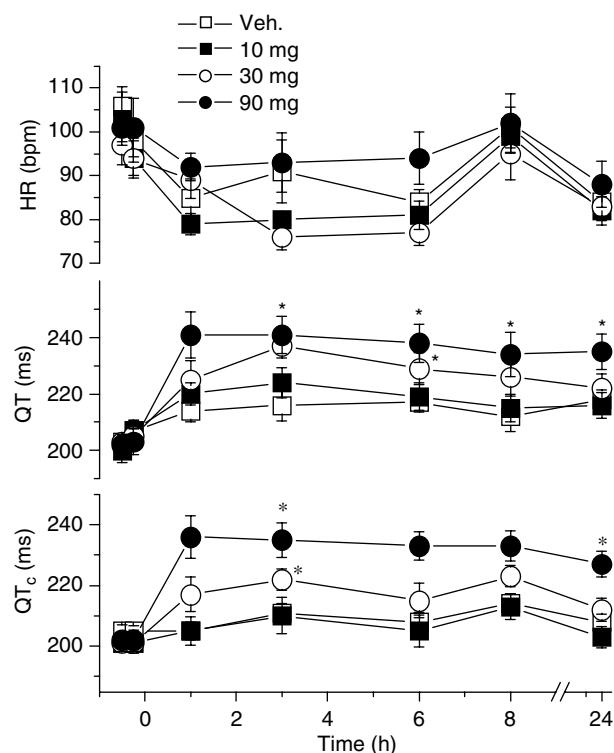 Veh.
10 mg
30 mg
90 mg
110
100
90
80
70
HR (bpm)
* * * *
240
*
220
200
QT (ms)
* *
240
*
220
200
QTc (ms)
0 2 4 6 8 24
Time (h)